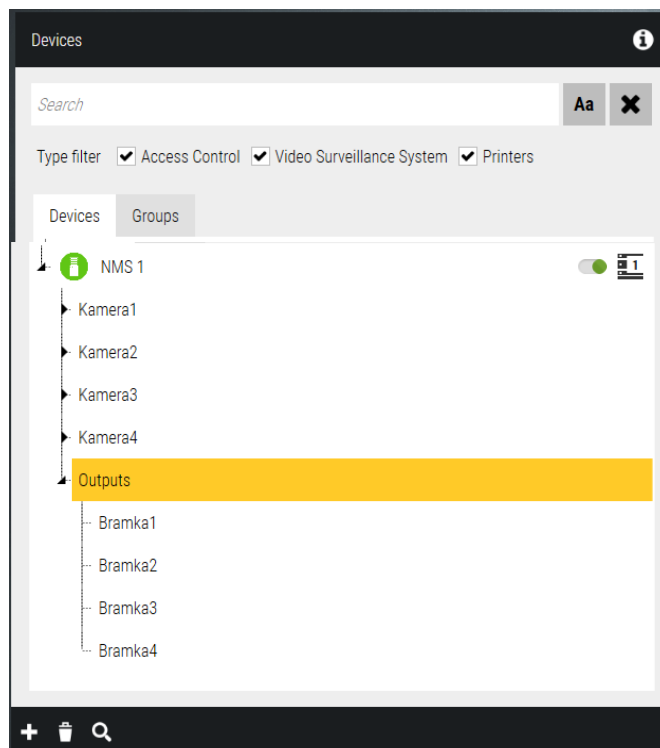 Devices
Search Aa
Type filter Access Control Video Surveillance System Printers
Devices Groups
NMS 1 1
Kamera1
Kamera2
Kamera3
Kamera4
Outputs
Bramka1
Bramka2
Bramka3
Bramka4